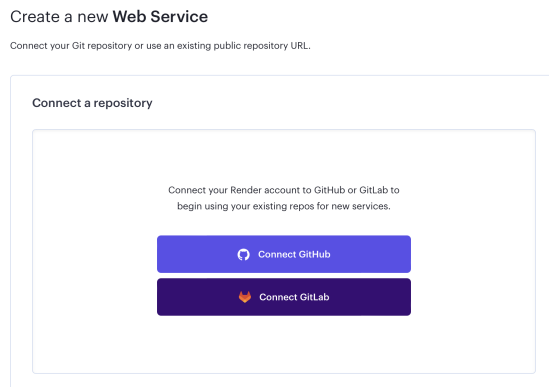 Create a new Web Service
Connect your Git repository or use an existing public repository URL.
Connect a repository
Connect your Render account to GitHub or GitLab to
begin using your existing repos for new services.
Connect GitHub
Connect GitLab